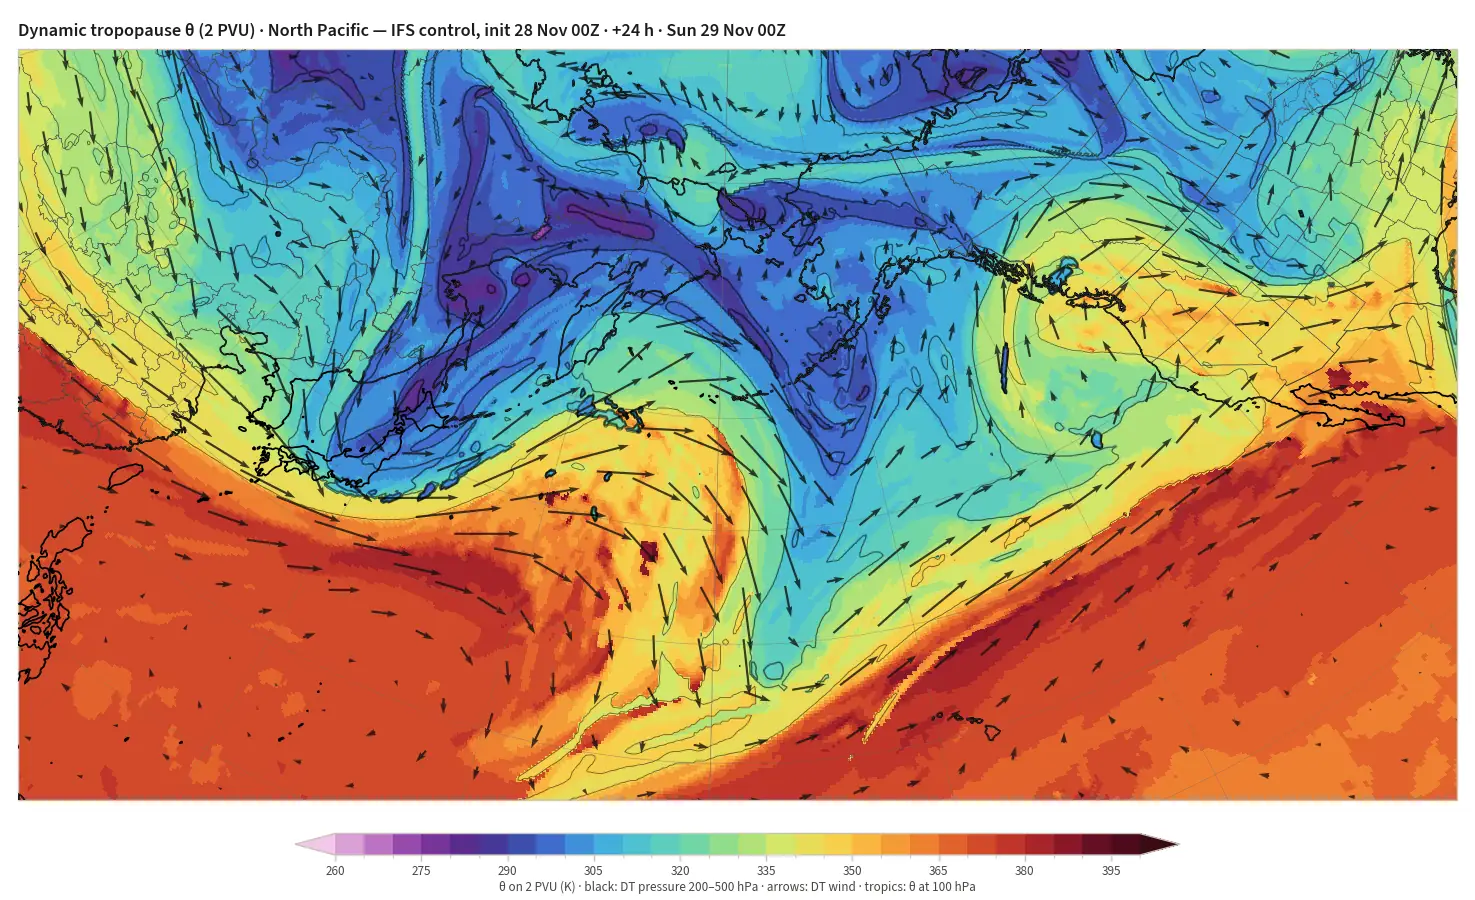 Dynamic tropopause θ (2 PVU) · North Pacific — IFS control, init 28 Nov 00Z · +24 h · Sun 29 Nov 00Z
260 275 290 305 320 335 350 365 380 395
θ on 2 PVU (K) · black: DT pressure 200–500 hPa · arrows: DT wind · tropics: θ at 100 hPa